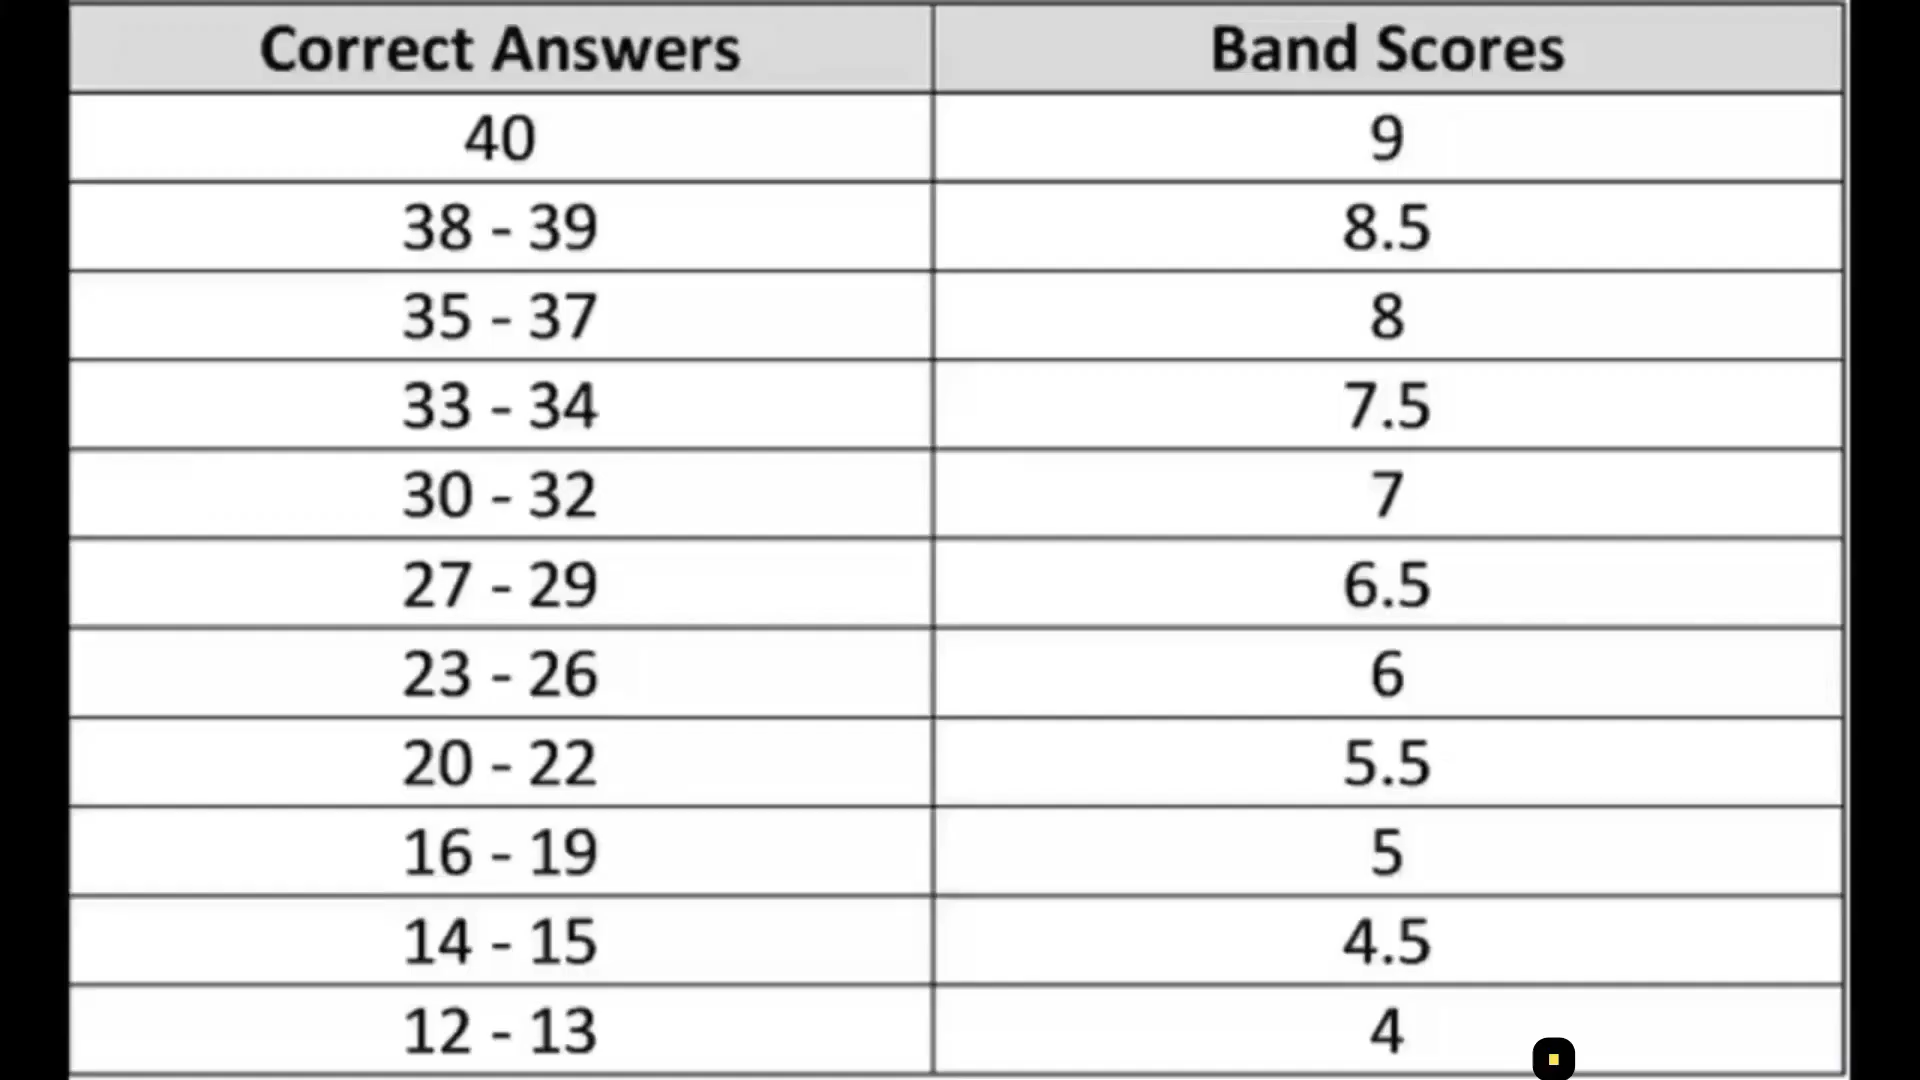 Correct Answers Band Scores
40 9
38 - 39 8.5
35 - 37 8
33 - 34 7.5
30 - 32 7
27 - 29 6.5
23 - 26 6
20 - 22 5.5
16 - 19 5
14 - 15 4.5
12 - 13 4